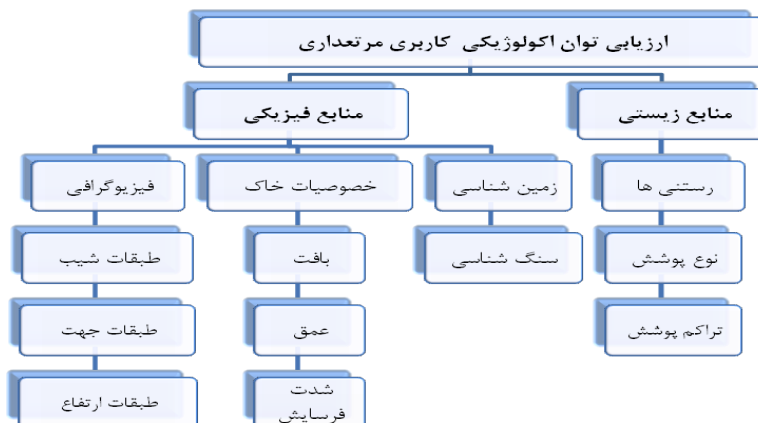 ارزیابی توان اکولوژیکی کاربری مرتعداری
منابع زیستی
منابع فیزیکی
رستنی ها
زمین شناسی
خصوصیات خاک
فیزیوگرافی
نوع پوشش
سنگ شناسی
بافت
طبقات شیب
تراکم پوشش
عمق
طبقات جهت
شدت
فرسایش
طبقات ارتفاع